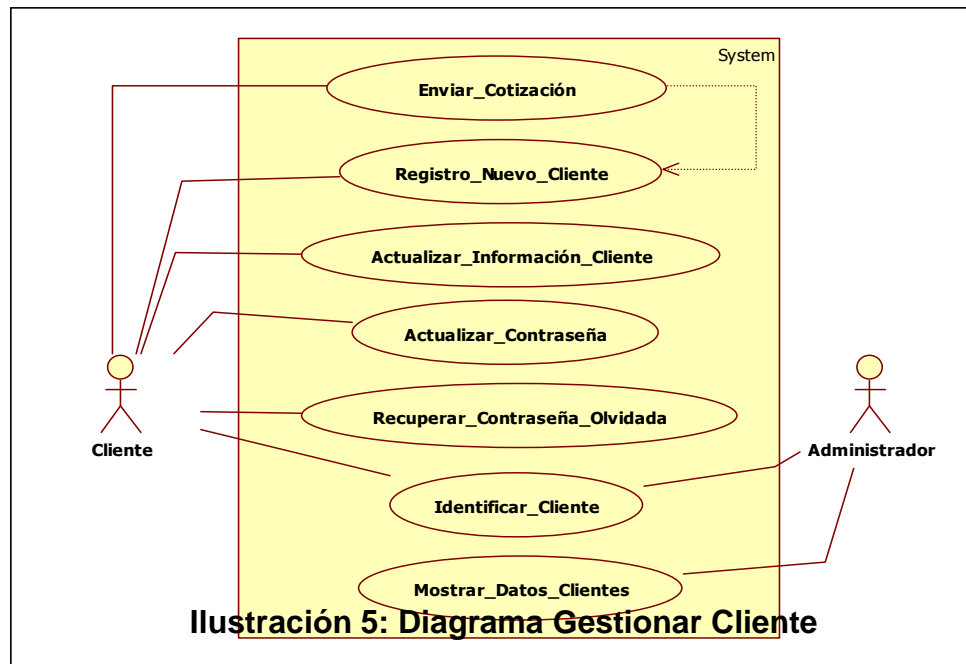 System
Enviar_Cotización
Registro_Nuevo_Cliente
Actualizar_Información_Cliente
Actualizar_Contraseña
Recuperar_Contraseña_Olvidada
Cliente
Administrador
Identificar_Cliente
Mostrar_Datos_Clientes
Ilustración 5: Diagrama Gestionar Cliente